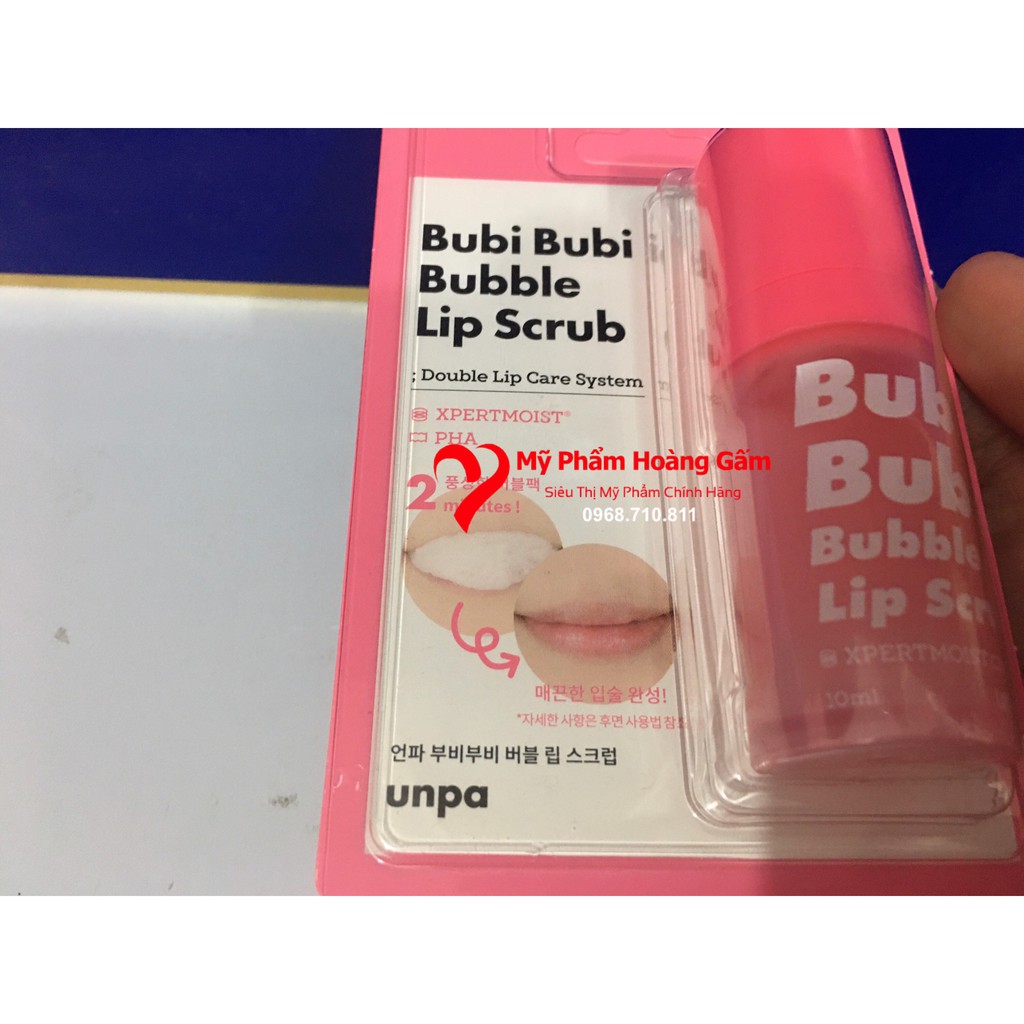 Bubi Bubi
Bubble
Lip Scrub
; Double Lip Care System
XPERTMOIST®
PHA
2
minutes !
매끈한 입술 완성!
*자세한 사항은 후면 사용법 참조
언파 부비부비 버블 립 스크럽
unpa
Mỹ Phẩm Hoàng Gấm
Siêu Thị Mỹ Phẩm Chính Hãng
0968.710.811
Bub
Bub
Bubble
Lip Scru
XPERTMOIST
10ml